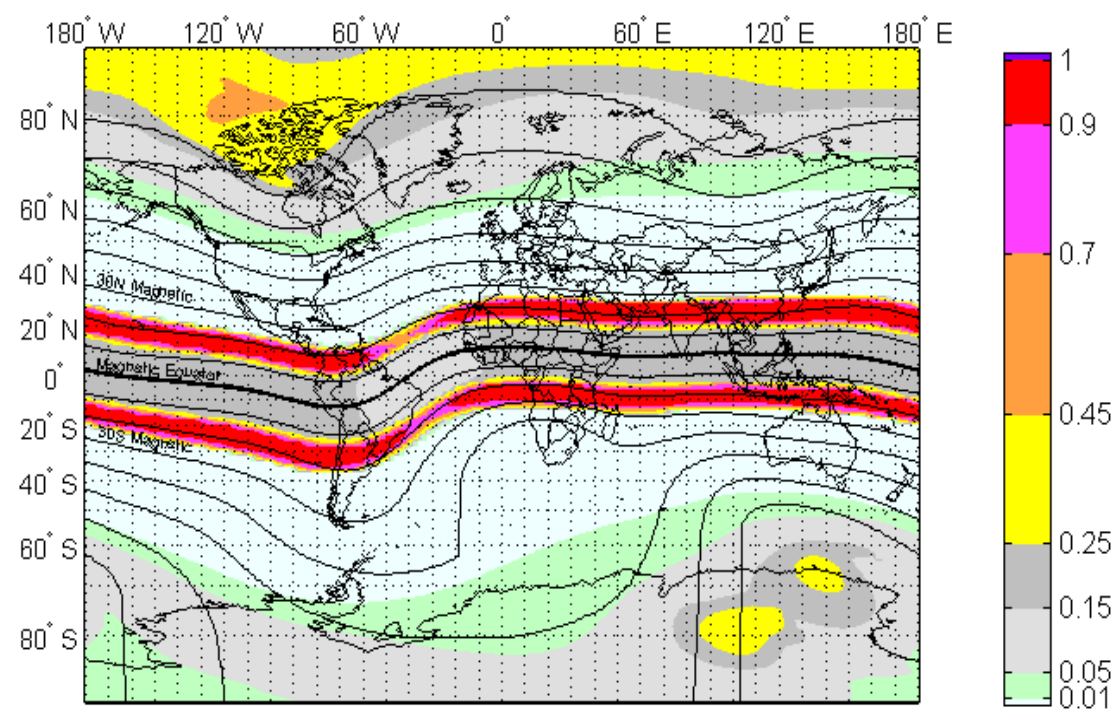 180° W 120° W 60° W 0° 60° E 120° E 180° E
80° N
60° N
40° N
20° N
0°
20° S
40° S
60° S
80° S
30N Magnetic
Magnetic Equator
30S Magnetic
1
0.9
0.7
0.45
0.25
0.15
0.05
0.01